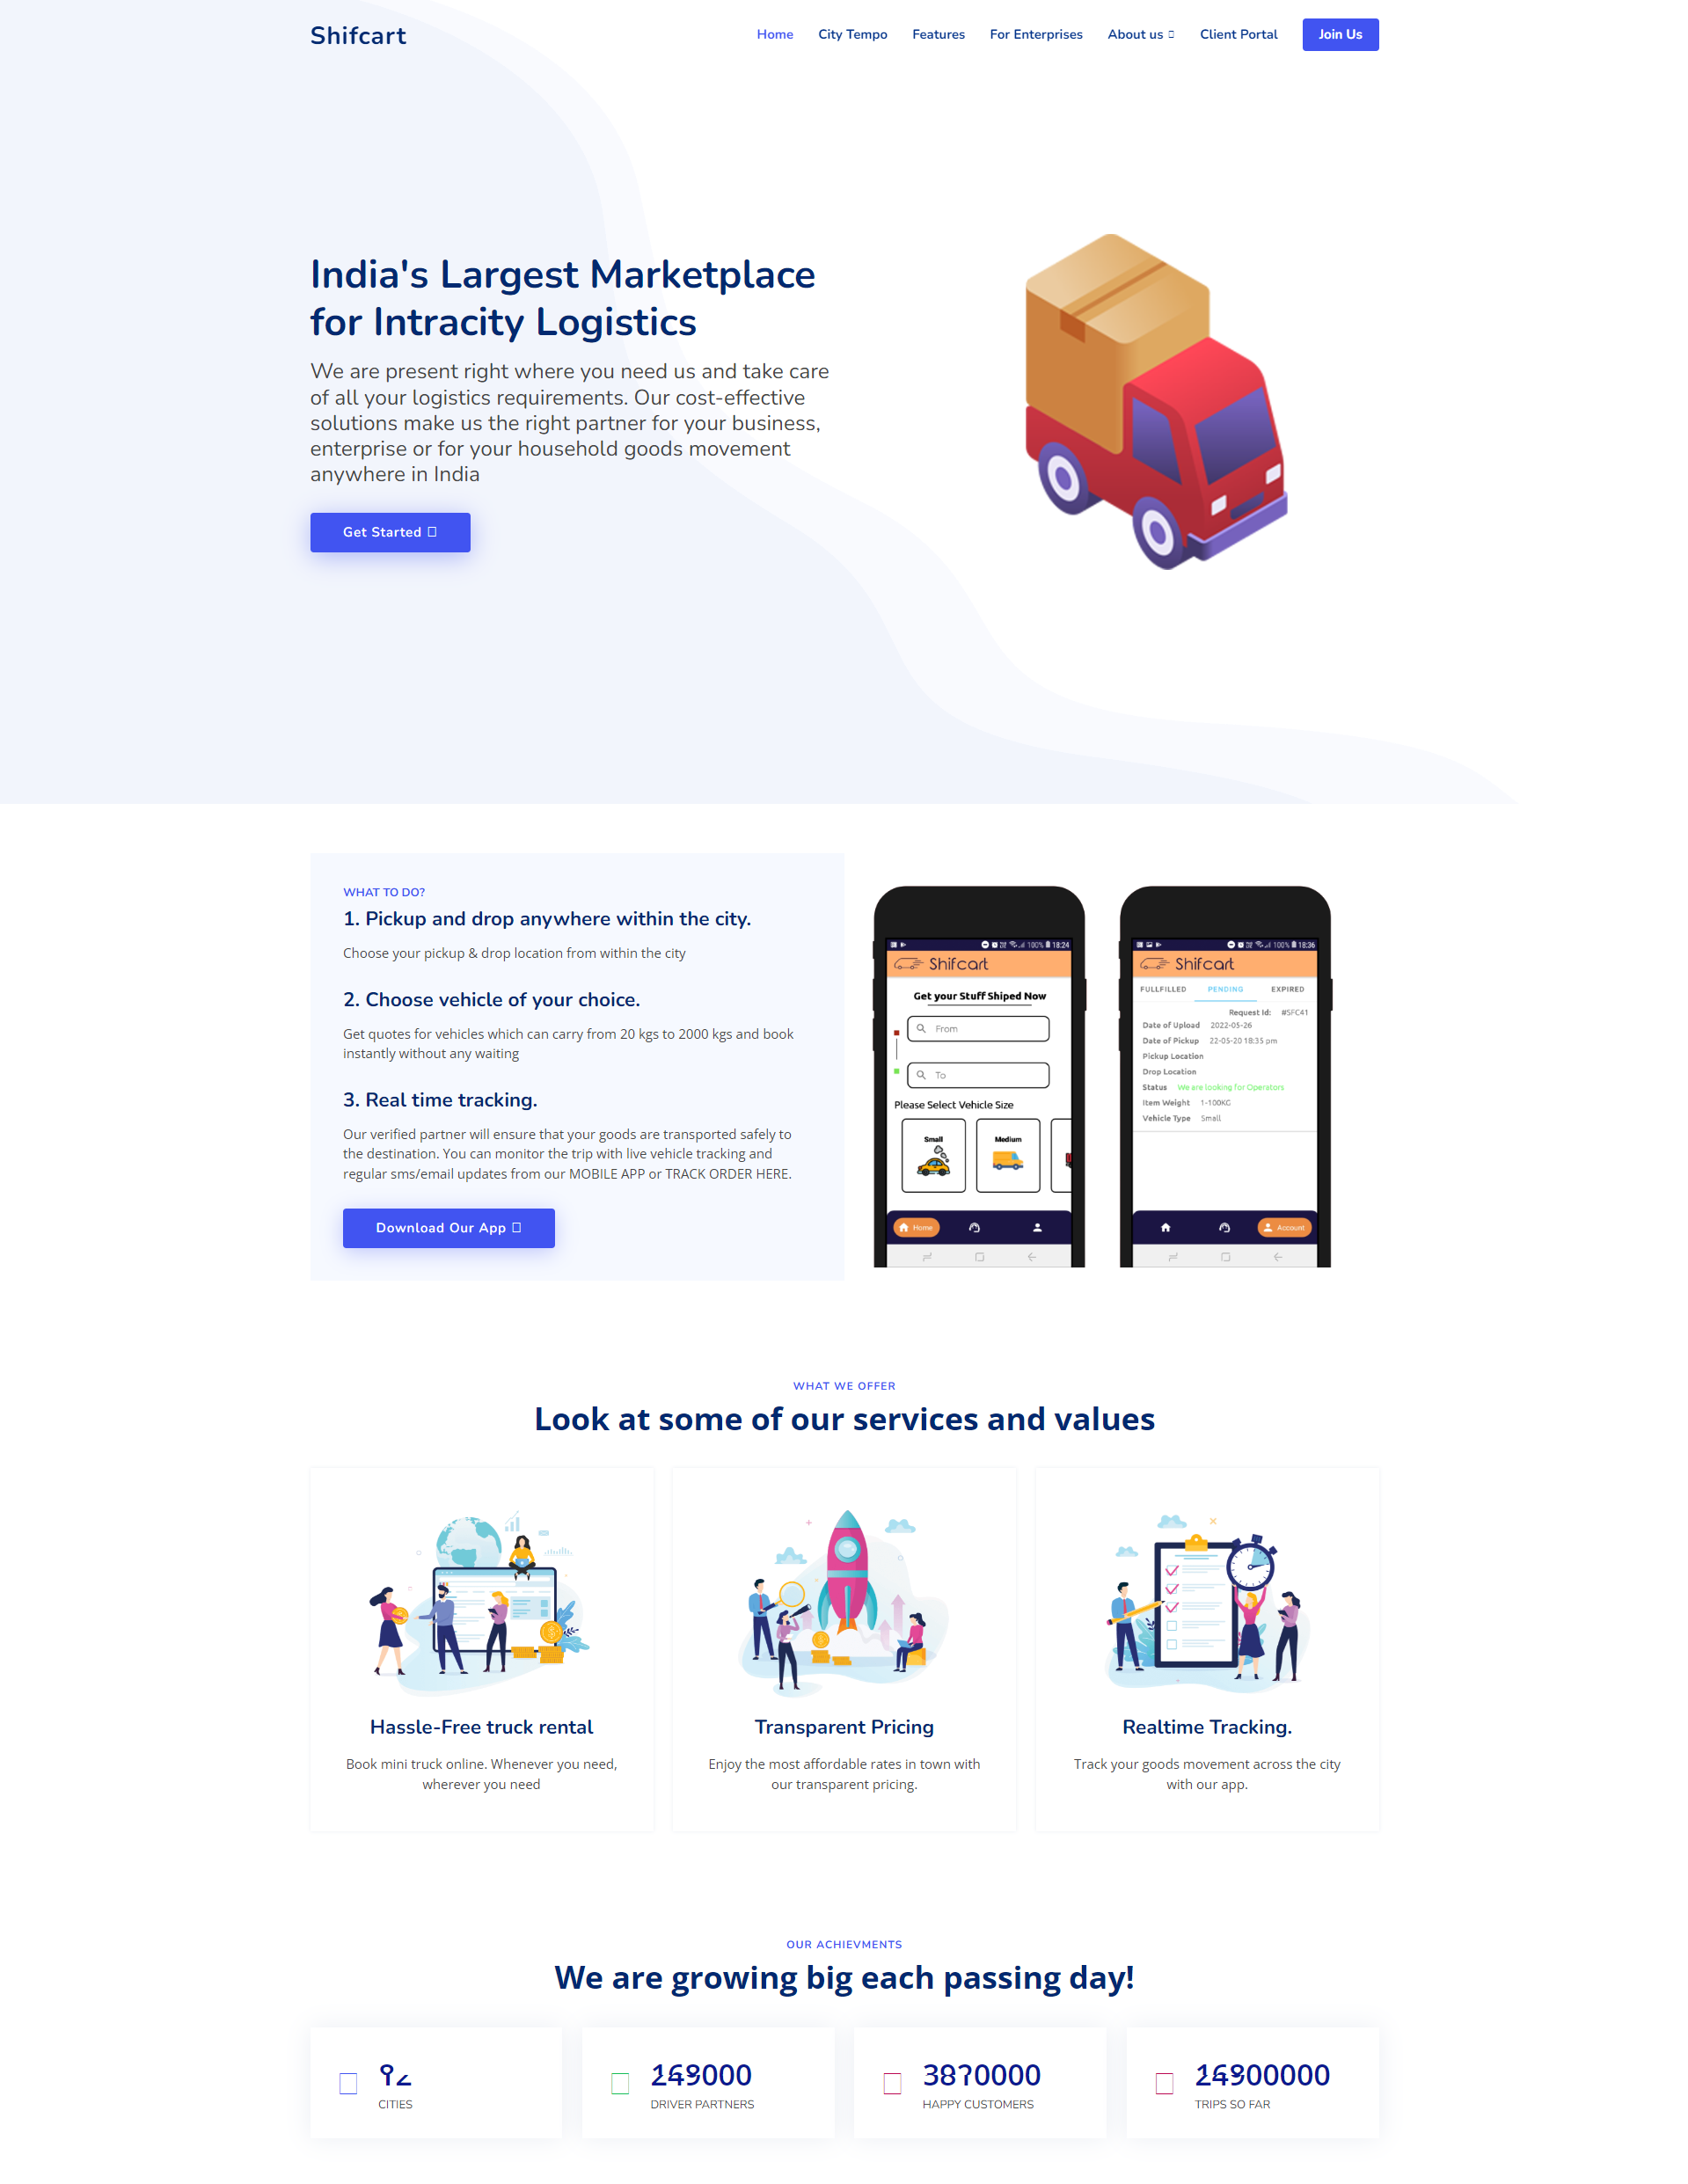 Shifcart
Home City Tempo Features For Enterprises About us Client Portal Join Us
India's Largest Marketplace
for Intracity Logistics
We are present right where you need us and take care
of all your logistics requirements. Our cost-effective
solutions make us the right partner for your business,
enterprise or for your household goods movement
anywhere in India
Get Started
WHAT TO DO?
1. Pickup and drop anywhere within the city.
Choose your pickup & drop location from within the city
2. Choose vehicle of your choice.
Get quotes for vehicles which can carry from 20 kgs to 2000 kgs and book
instantly without any waiting
3. Real time tracking.
Our verified partner will ensure that your goods are transported safely to
the destination. You can monitor the trip with live vehicle tracking and
regular sms/email updates from our MOBILE APP or TRACK ORDER HERE.
Download Our App
100% 18:24
Shifcart
Get your Stuff Shiped Now
From
To
Please Select Vehicle Size
Small Medium
Home
100% 18:36
Shifcart
FULLFILLED PENDING EXPIRED
Request Id: #SFC41
Date of Upload 2022-05-26
Date of Pickup 22-05-20 18:35 pm
Pickup Location
Drop Location
Status We are looking for Operators
Item Weight 1-100KG
Vehicle Type Small
Account
WHAT WE OFFER
Look at some of our services and values
Hassle-Free truck rental
Book mini truck online. Whenever you need,
wherever you need
Transparent Pricing
Enjoy the most affordable rates in town with
our transparent pricing.
Realtime Tracking.
Track your goods movement across the city
with our app.
OUR ACHIEVMENTS
We are growing big each passing day!
CITIES
DRIVER PARTNERS
HAPPY CUSTOMERS
TRIPS SO FAR